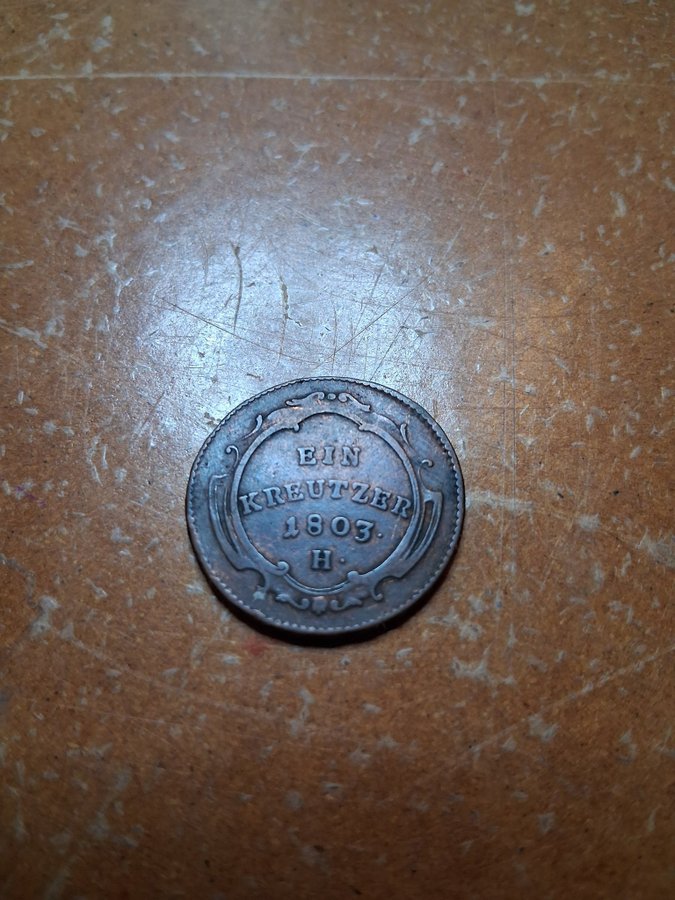 EIN
KREUTZER
1803.
H.